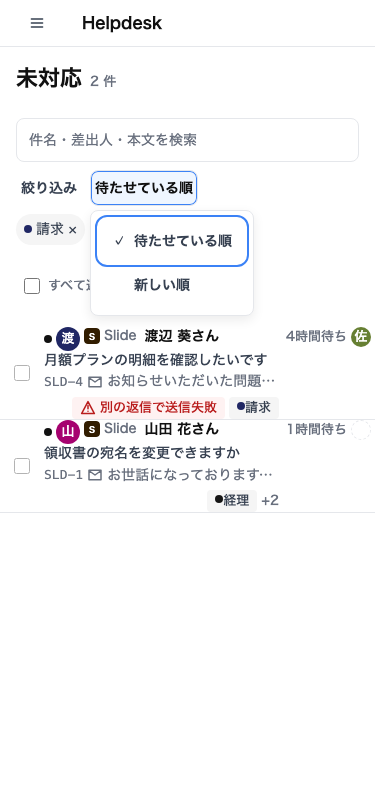 Helpdesk
未対応 2 件
件名・差出人・本文を検索
絞り込み 待たせている順
請求 ×
✓ 待たせている順
新しい順
すべて
渡 S Slide 渡辺 葵さん 4時間待ち 佐
月額プランの明細を確認したいです
SLD-4 お知らせいただいた問題…
別の返信で送信失敗 請求
山 S Slide 山田 花さん 1時間待ち
領収書の宛名を変更できますか
SLD-1 お世話になっております…
経理 +2